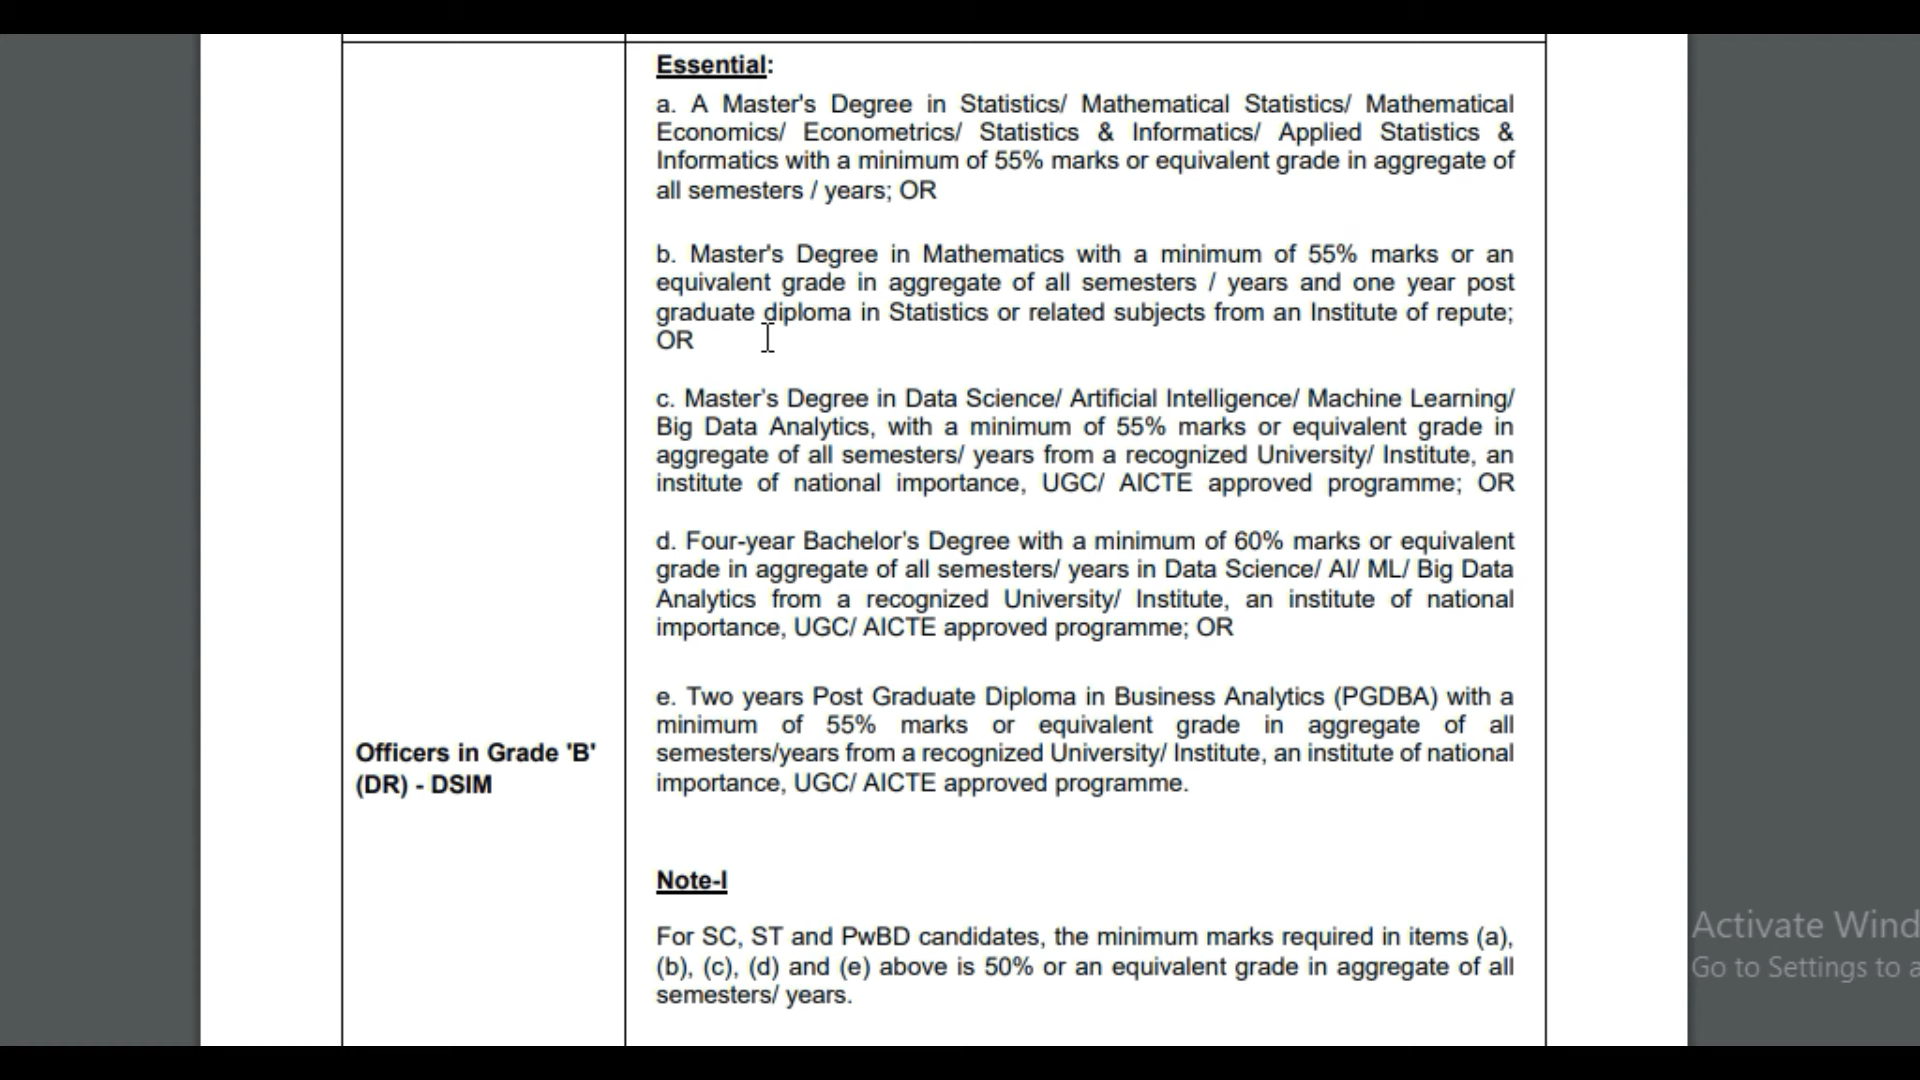 Essential:
a. A Master's Degree in Statistics/ Mathematical Statistics/ Mathematical
Economics/ Econometrics/ Statistics & Informatics/ Applied Statistics &
Informatics with a minimum of 55% marks or equivalent grade in aggregate of
all semesters / years; OR
b. Master's Degree in Mathematics with a minimum of 55% marks or an
equivalent grade in aggregate of all semesters / years and one year post
graduate diploma in Statistics or related subjects from an Institute of repute;
OR
c. Master’s Degree in Data Science/ Artificial Intelligence/ Machine Learning/
Big Data Analytics, with a minimum of 55% marks or equivalent grade in
aggregate of all semesters/ years from a recognized University/ Institute, an
institute of national importance, UGC/ AICTE approved programme; OR
d. Four-year Bachelor’s Degree with a minimum of 60% marks or equivalent
grade in aggregate of all semesters/ years in Data Science/ AI/ ML/ Big Data
Analytics from a recognized University/ Institute, an institute of national
importance, UGC/ AICTE approved programme; OR
e. Two years Post Graduate Diploma in Business Analytics (PGDBA) with a
minimum of 55% marks or equivalent grade in aggregate of all
semesters/years from a recognized University/ Institute, an institute of national
importance, UGC/ AICTE approved programme.
Officers in Grade 'B'
(DR) - DSIM
Note-I
For SC, ST and PwBD candidates, the minimum marks required in items (a),
(b), (c), (d) and (e) above is 50% or an equivalent grade in aggregate of all
semesters/ years.
Activate Wind
Go to Settings to a